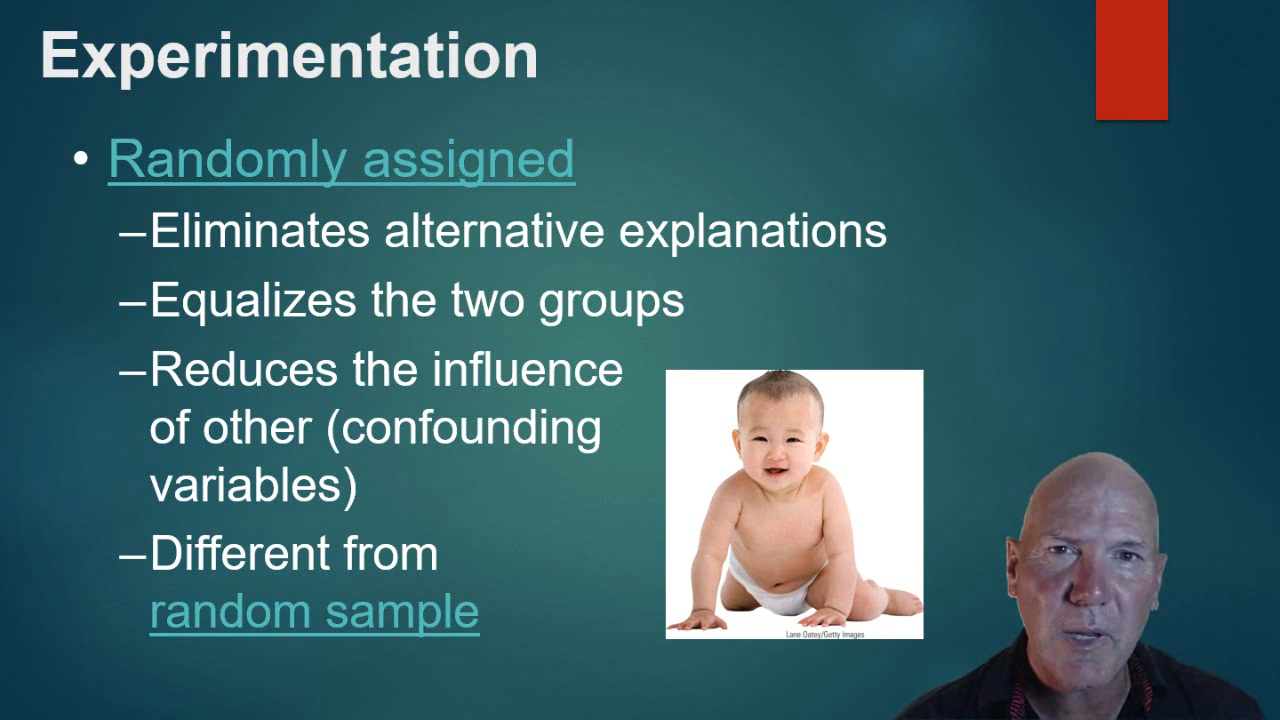 Experimentation
• Randomly assigned
–Eliminates alternative explanations
–Equalizes the two groups
–Reduces the influence
of other (confounding
variables)
–Different from
random sample
Lane Oatey/Getty Images